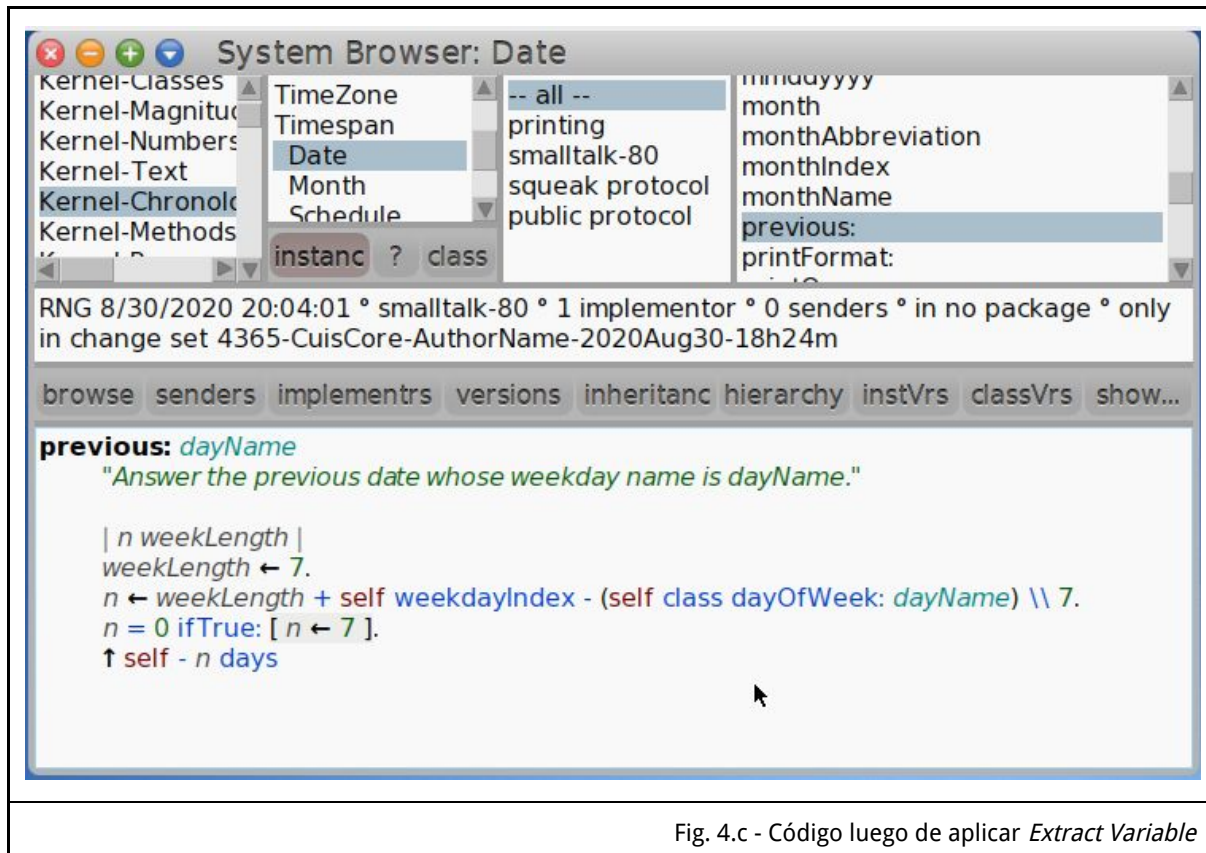 System Browser: Date
Kernel-Classes
Kernel-Magnituc
Kernel-Numbers
Kernel-Text
Kernel-Chronolc
Kernel-Methods
TimeZone
Timespan
Date
Month
Schedule
instanc ? class
-- all --
printing
smalltalk-80
squeak protocol
public protocol
mmddyyyy
month
monthAbbreviation
monthIndex
monthName
previous:
printFormat:
RNG 8/30/2020 20:04:01 ° smalltalk-80 ° 1 implementor ° 0 senders ° in no package ° only
in change set 4365-CuisCore-AuthorName-2020Aug30-18h24m
browse senders implementrs versions inheritanc hierarchy instVrs classVrs show...
previous: dayName
"Answer the previous date whose weekday name is dayName."
| n weekLength |
weekLength ← 7.
n ← weekLength + self weekdayIndex - (self class dayOfWeek: dayName) \\ 7.
n = 0 ifTrue: [ n ← 7 ].
↑ self - n days
Fig. 4.c - Código luego de aplicar Extract Variable